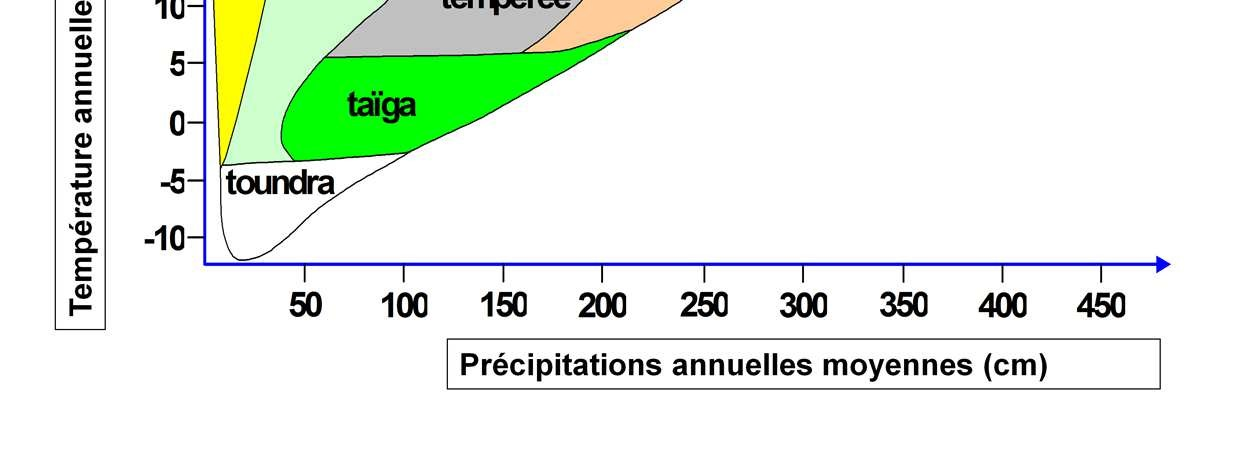 Température annuelle
10
tempérée
5
taïga
0
-5
toundra
-10
50 100 150 200 250 300 350 400 450
Précipitations annuelles moyennes (cm)